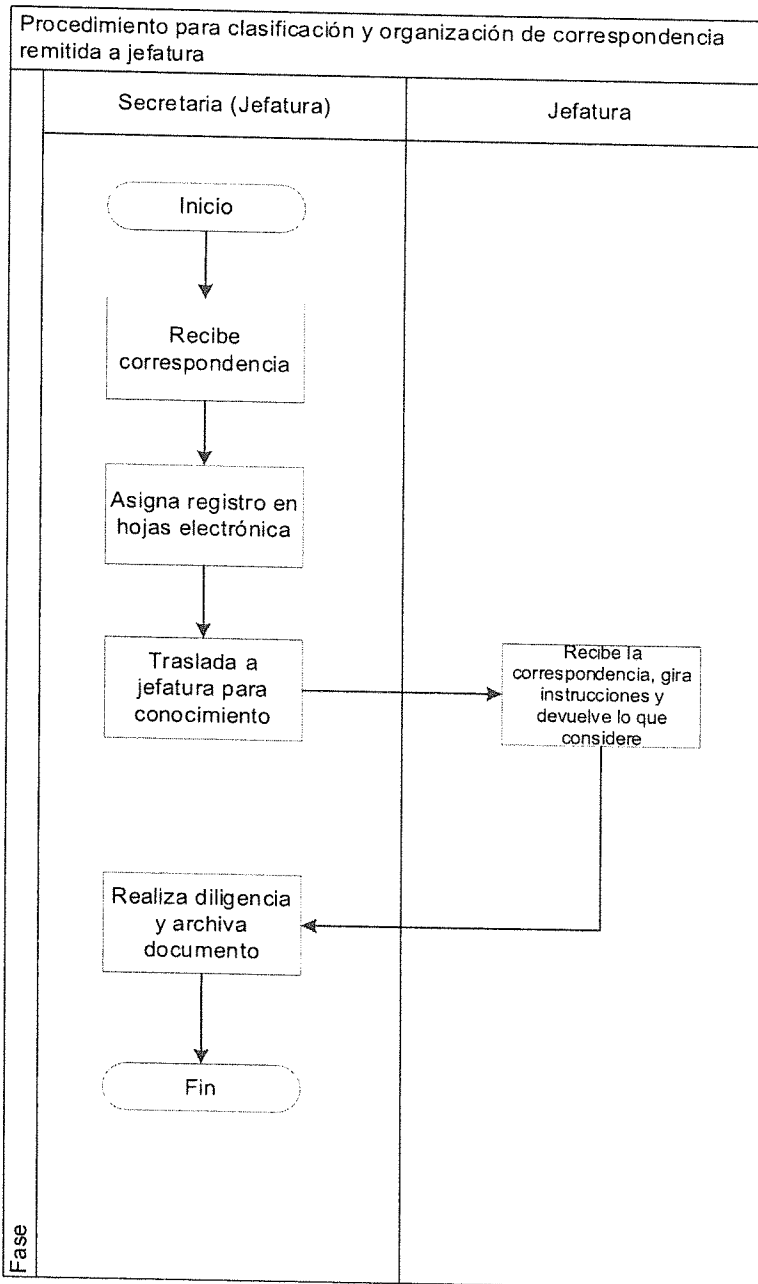 Procedimiento para clasificación y organización de correspondencia
remitida a jefatura
Secretaria (Jefatura)
Jefatura
Inicio
Recibe
correspondencia
Asigna registro en
hojas electrónica
Traslada a
jefatura para
conocimiento
Recibe la
correspondencia, gira
instrucciones y
devuelve lo que
considere
Realiza diligencia
y archiva
documento
Fin
Fase